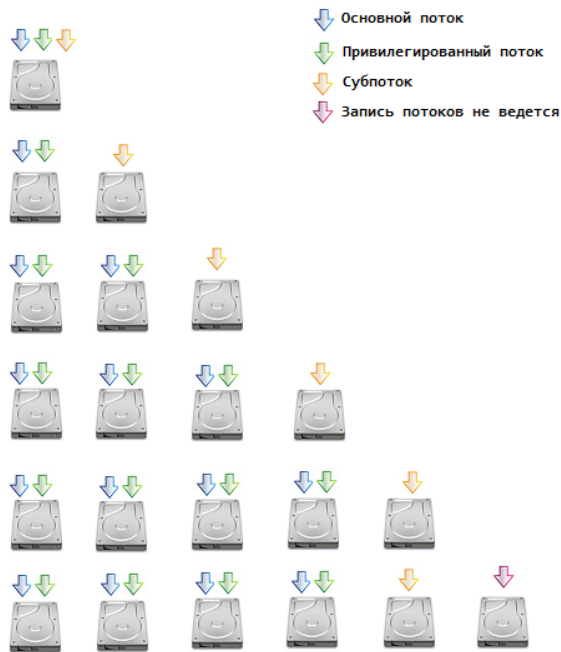 Основной поток
Привилегированный поток
Субпоток
Запись потоков не ведется